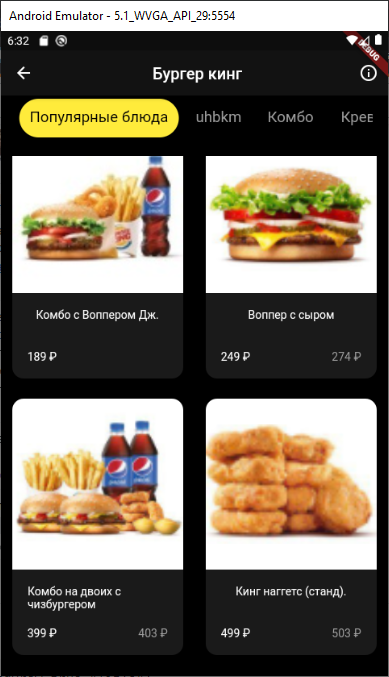 Android Emulator - 5.1_WVGA_API_29:5554
6:32
DEBUG
Бургер кинг
Популярные блюда
uhbkm
Комбо
Крев
Комбо с Воппером Дж.
Воппер с сыром
189 ₽
249 ₽
274 ₽
Комбо на двоих с
чизбургером
Кинг наггетс (станд).
399 ₽
403 ₽
499 ₽
503 ₽